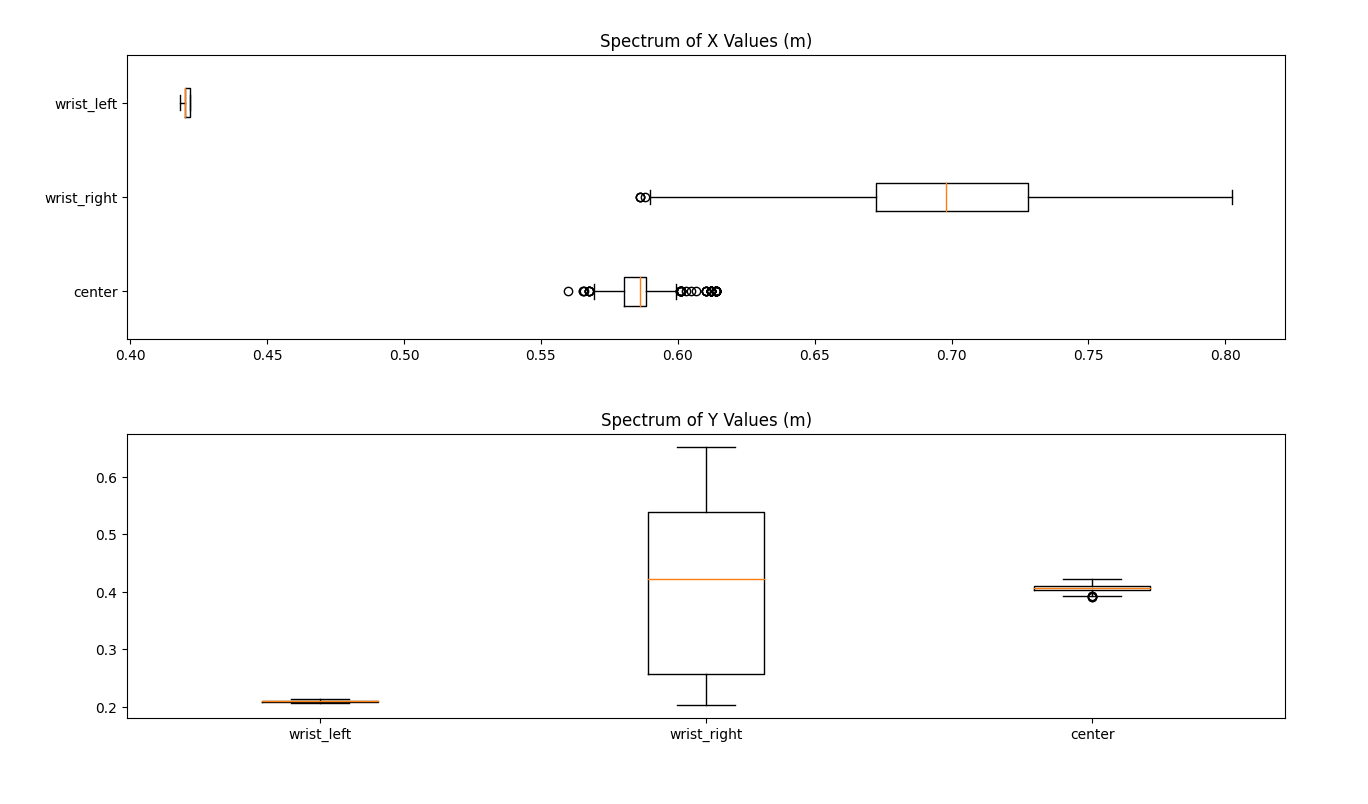 Spectrum of X Values (m)
wrist_left
wrist_right
center
0.40 0.45 0.50 0.55 0.60 0.65 0.70 0.75 0.80
Spectrum of Y Values (m)
0.6
0.5
0.4
0.3
0.2
wrist_left wrist_right center